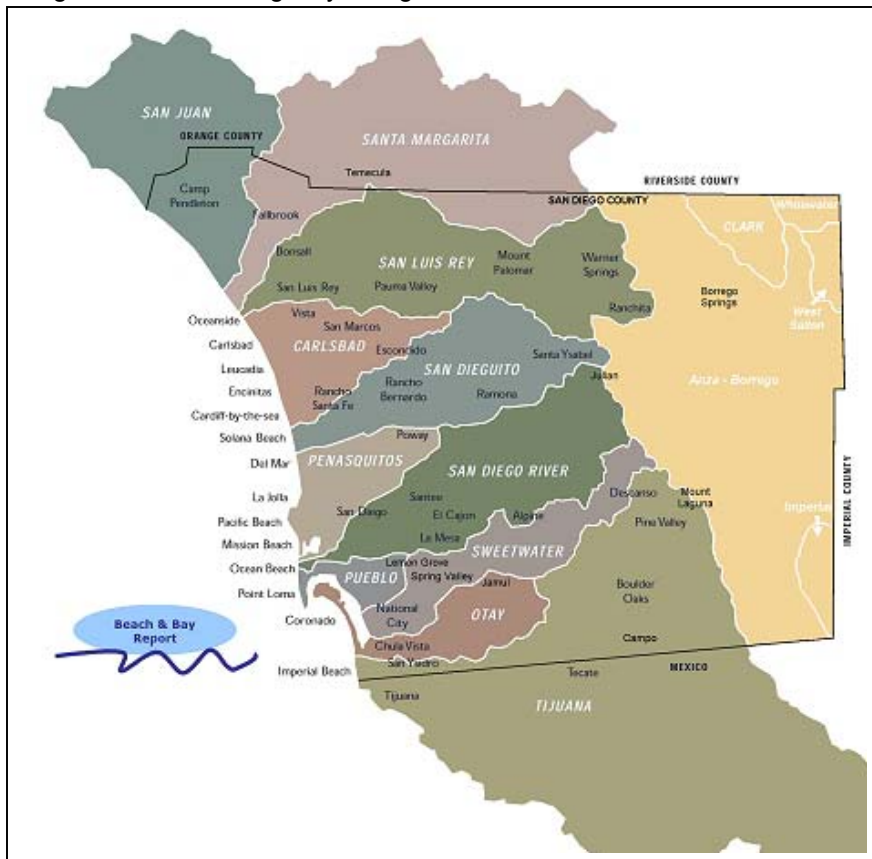 SAN JUAN
ORANGE COUNTY
SANTA MARGARITA
Temecula
RIVERSIDE COUNTY
SAN DIEGO COUNTY
Camp
Pendleton
Fallbrook
Whitewater
CLARK
Bonsall
SAN LUIS REY
Mount
Palomar
Warner
Springs
San Luis Rey
Pauma Valley
Ranchita
Borrego
Springs
West
Salton
Oceanside
Vista
San Marcos
Carlsbad
CARLSBAD
Escondido
Leucadia
SAN DIEGUITO
Santa Ysabel
Julian
Anza - Borrego
Encinitas
Rancho
Santa Fe
Rancho
Bernardo
Ramona
Cardiff-by-the-sea
Solana Beach
Poway
Del Mar
PENASQUITOS
SAN DIEGO RIVER
La Jolla
San Diego
Santee
El Cajon
Alpine
Descanso
Mount
Laguna
Imperial
IMPERIAL COUNTY
Pacific Beach
Pine Valley
Mission Beach
La Mesa
SWEETWATER
Ocean Beach
Lemon Grove
PUEBLO
Spring Valley
Jamul
Boulder
Oaks
Point Loma
Coronado
National
City
OTAY
Beach & Bay
Report
Chula Vista
Campo
San Ysidro
MEXICO
Imperial Beach
Tecate
Tijuana
TIJUANA